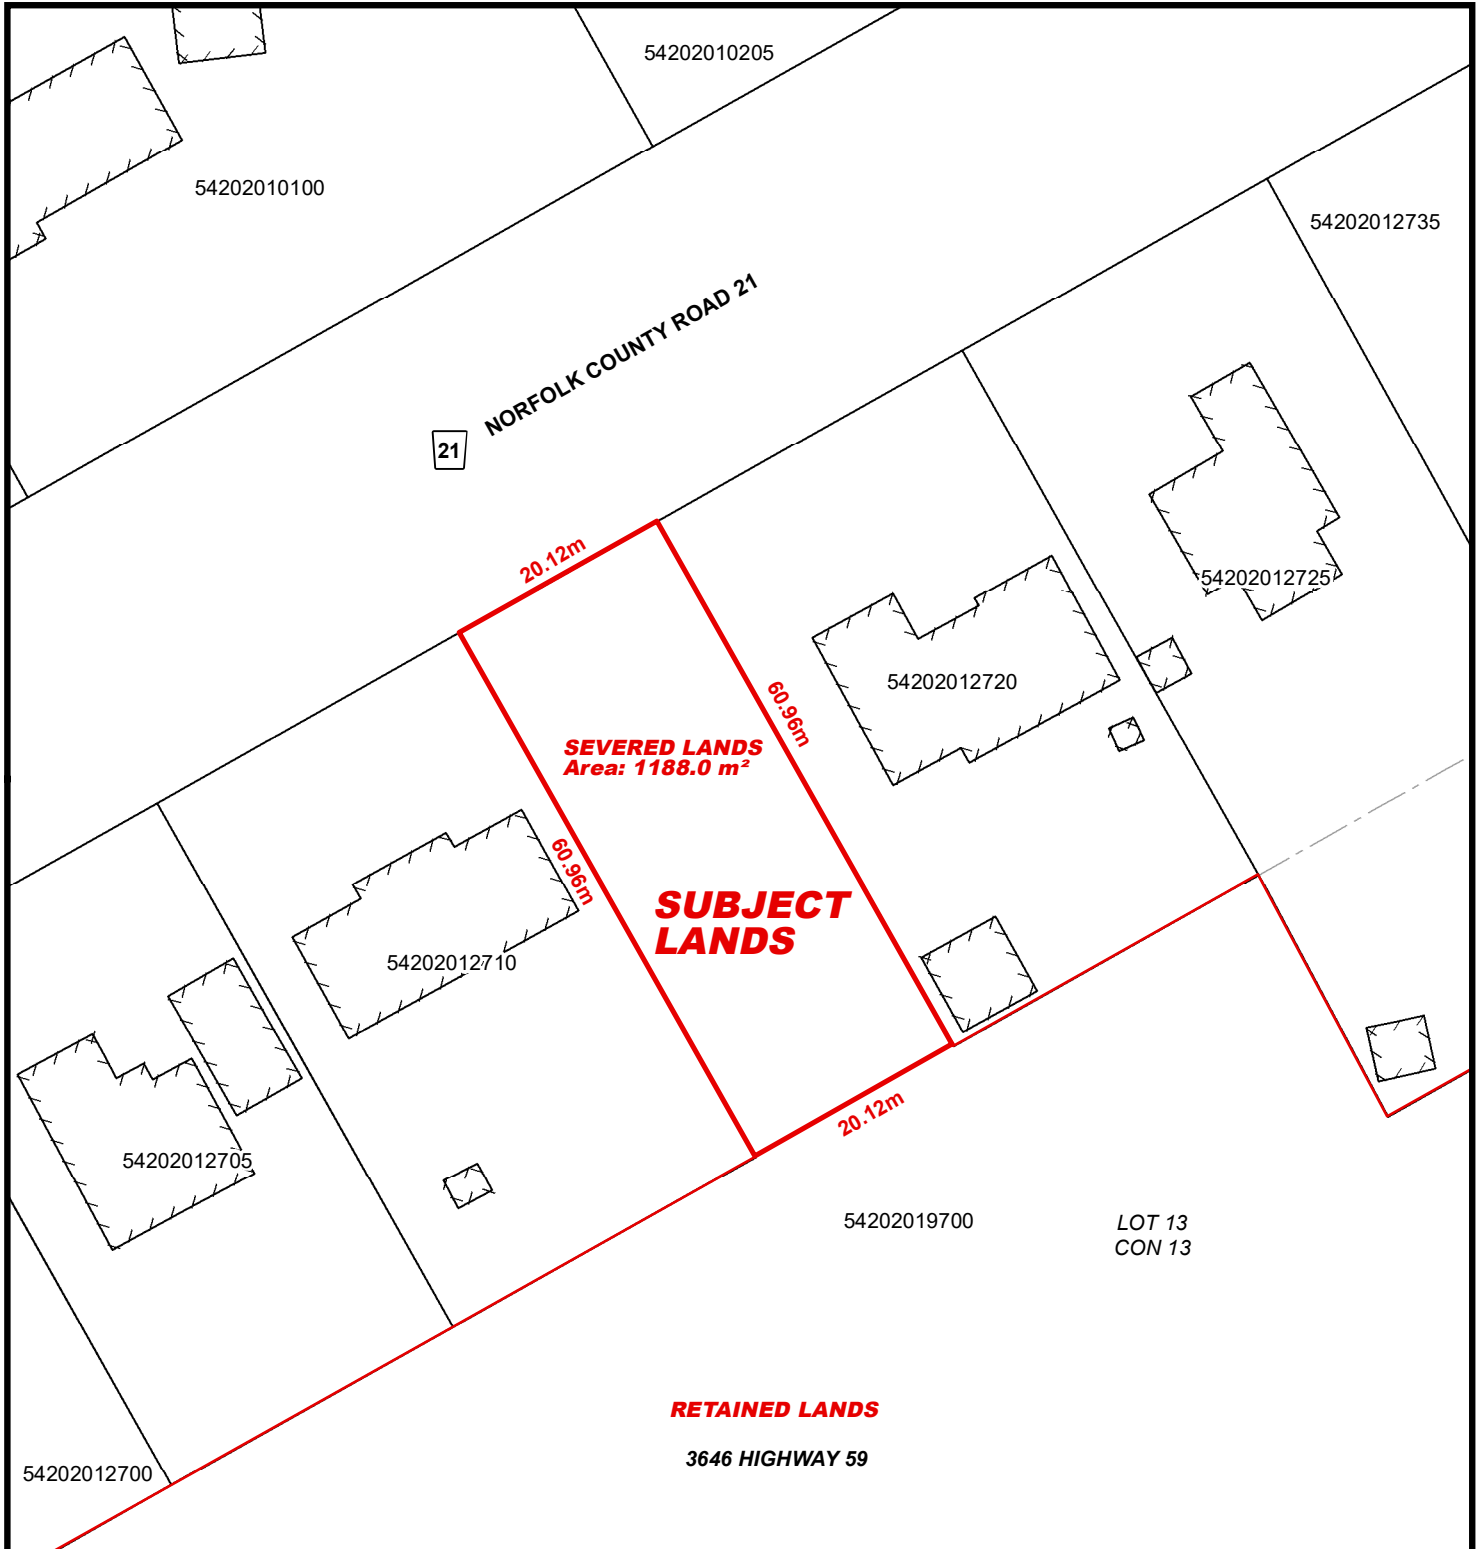 54202010205
54202010100
54202012735
NORFOLK COUNTY ROAD 21
21
20.12m
54202012725
54202012720
60.96m
SEVERED LANDS
Area: 1188.0 m²
60.96m
SUBJECT
LANDS
54202012710
20.12m
54202012705
54202019700
LOT 13
CON 13
RETAINED LANDS
3646 HIGHWAY 59
54202012700